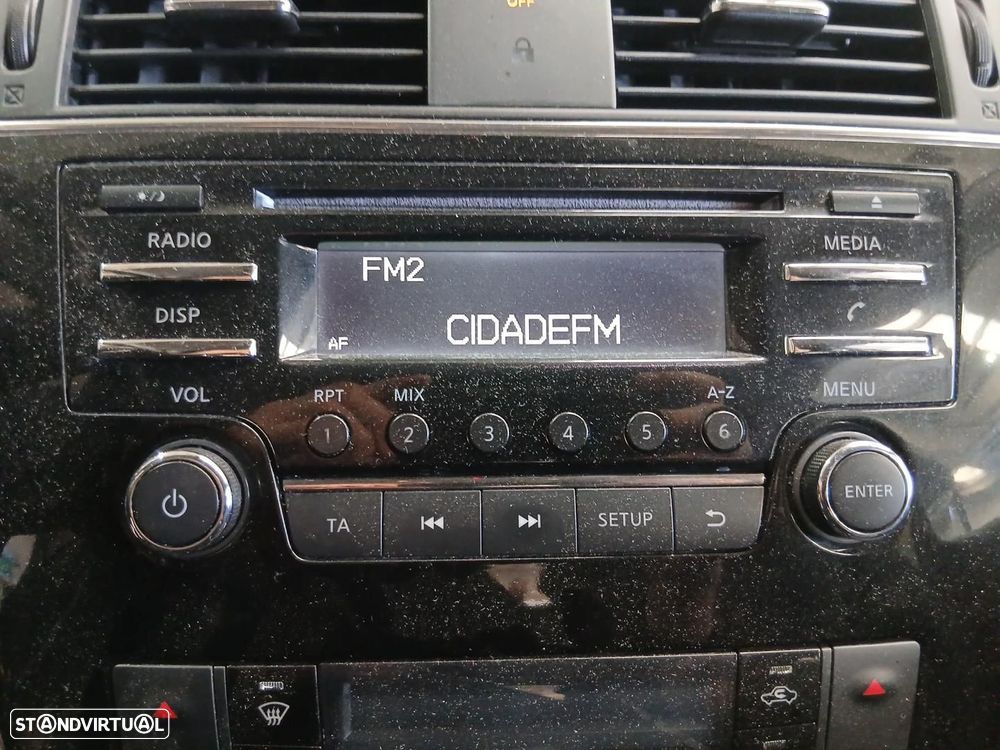 OFF
RADIO
MEDIA
FM2
DISP
CIDADEFM
AF
VOL
RPT
MIX
A-Z
MENU
1
2
3
4
5
6
TA
SETUP
ENTER
STANDVIRTUAL